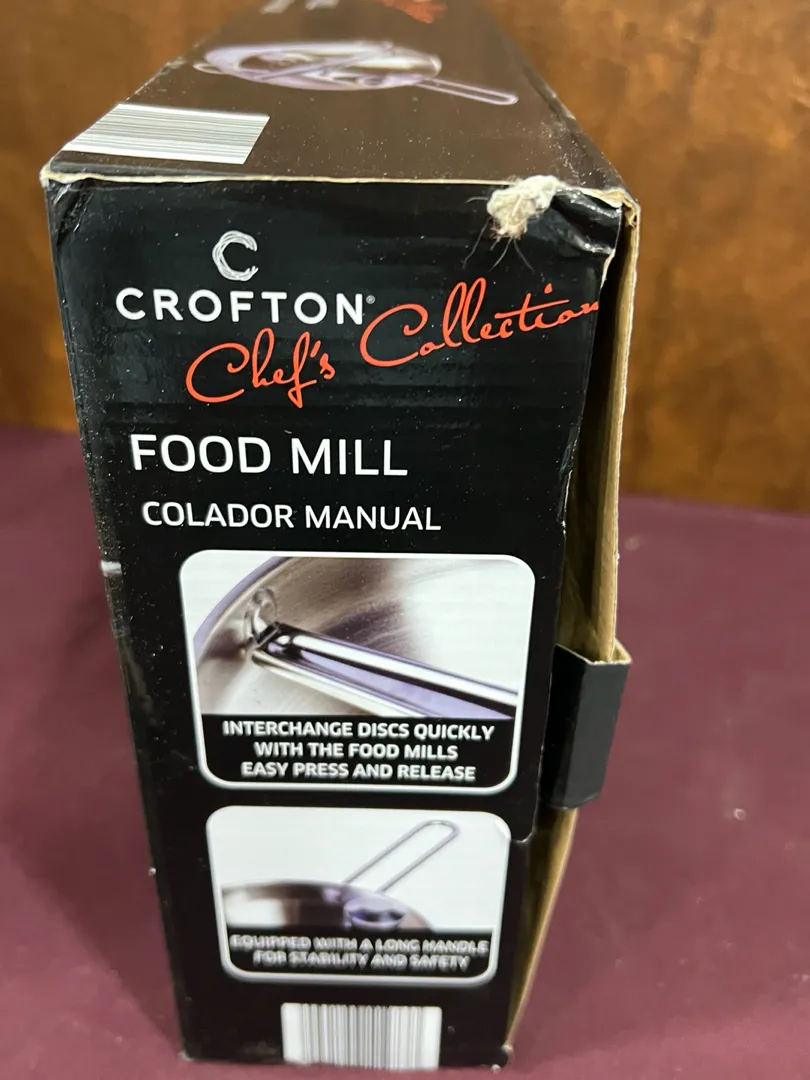 CROFTON®
Chef's Collection
FOOD MILL
COLADOR MANUAL
INTERCHANGE DISCS QUICKLY
WITH THE FOOD MILLS
EASY PRESS AND RELEASE
EQUIPPED WITH A LONG HANDLE
FOR STABILITY AND SAFETY